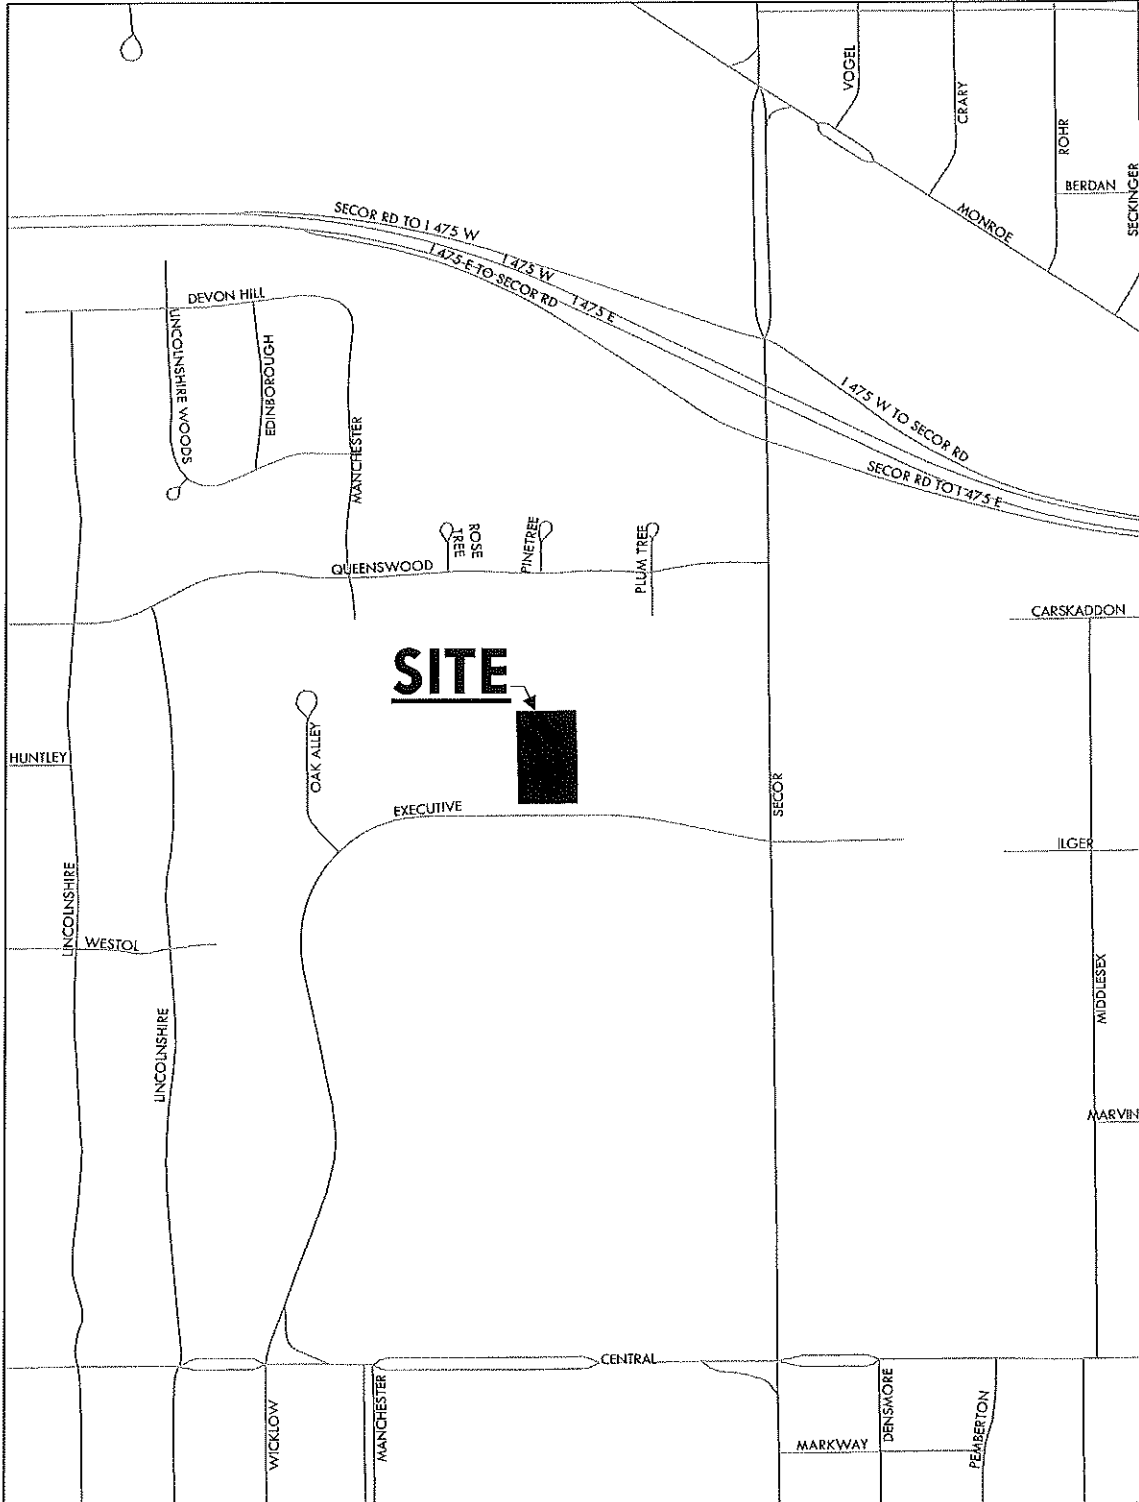 VOGEL
CRARY
ROHR
BERDAN
SECKINGER
MONROE
SECOR RD TO I 475 W
I 475 W
I 475 E TO SECOR RD
I 475 E
DEVON HILL
LINCOLNSHIRE WOODS
EDINBOROUGH
MANCHESTER
I 475 W TO SECOR RD
SECOR RD TO I 475 E
ROSE
TREE
PINETREE
PLUM TREE
QUEENSWOOD
CARSKADDON
SITE
HUNTLEY
OAK ALLEY
EXECUTIVE
SECOR
ILGER
LINCOLNSHIRE
WESTOL
MIDDLESEX
LINCOLNSHIRE
MARVIN
CENTRAL
WICKLOW
MANCHESTER
DENSMORE
MARKWAY
PEMBERTON